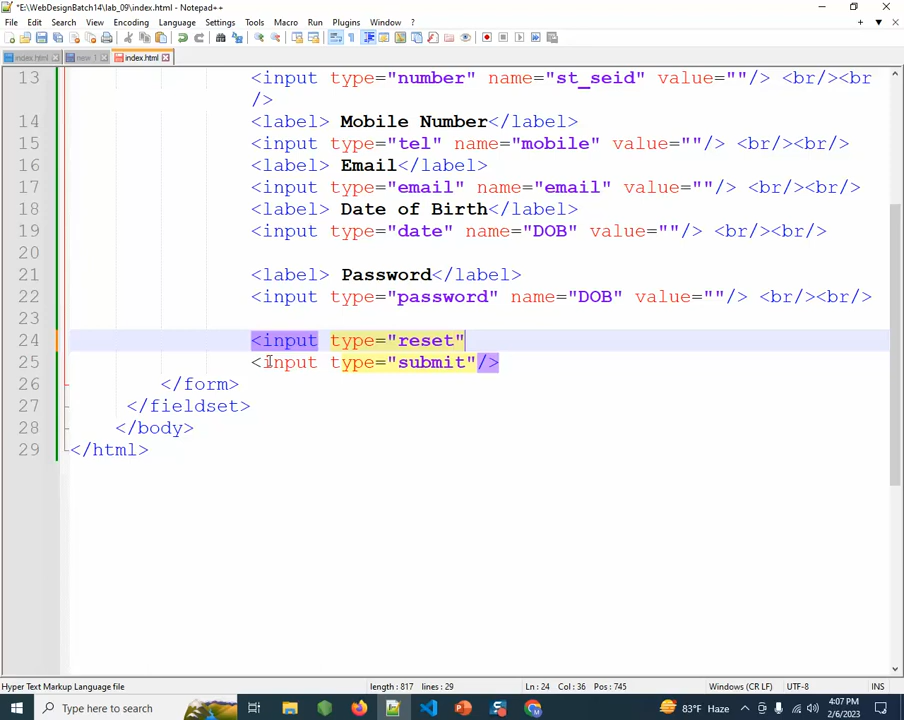 *E:\WebDesignBatch14\lab_09\index.html - Notepad++
File Edit Search View Encoding Language Settings Tools Macro Run Plugins Window ?
index.html new 1 index.html
13 <input type="number" name="st_seid" value=""/> <br/><br
/>
14 <label> Mobile Number</label>
15 <input type="tel" name="mobile" value=""/> <br/><br/>
16 <label> Email</label>
17 <input type="email" name="email" value=""/> <br/><br/>
18 <label> Date of Birth</label>
19 <input type="date" name="DOB" value=""/> <br/><br/>
20
21 <label> Password</label>
22 <input type="password" name="DOB" value=""/> <br/><br/>
23
24 <input type="reset"
25 <input type="submit"/>
26 </form>
27 </fieldset>
28 </body>
29 </html>
Hyper Text Markup Language file length : 817 lines : 29 Ln : 24 Col : 36 Pos : 745 Windows (CR LF) UTF-8 INS
Type here to search 83°F Haze 4:07 PM
2/6/2023